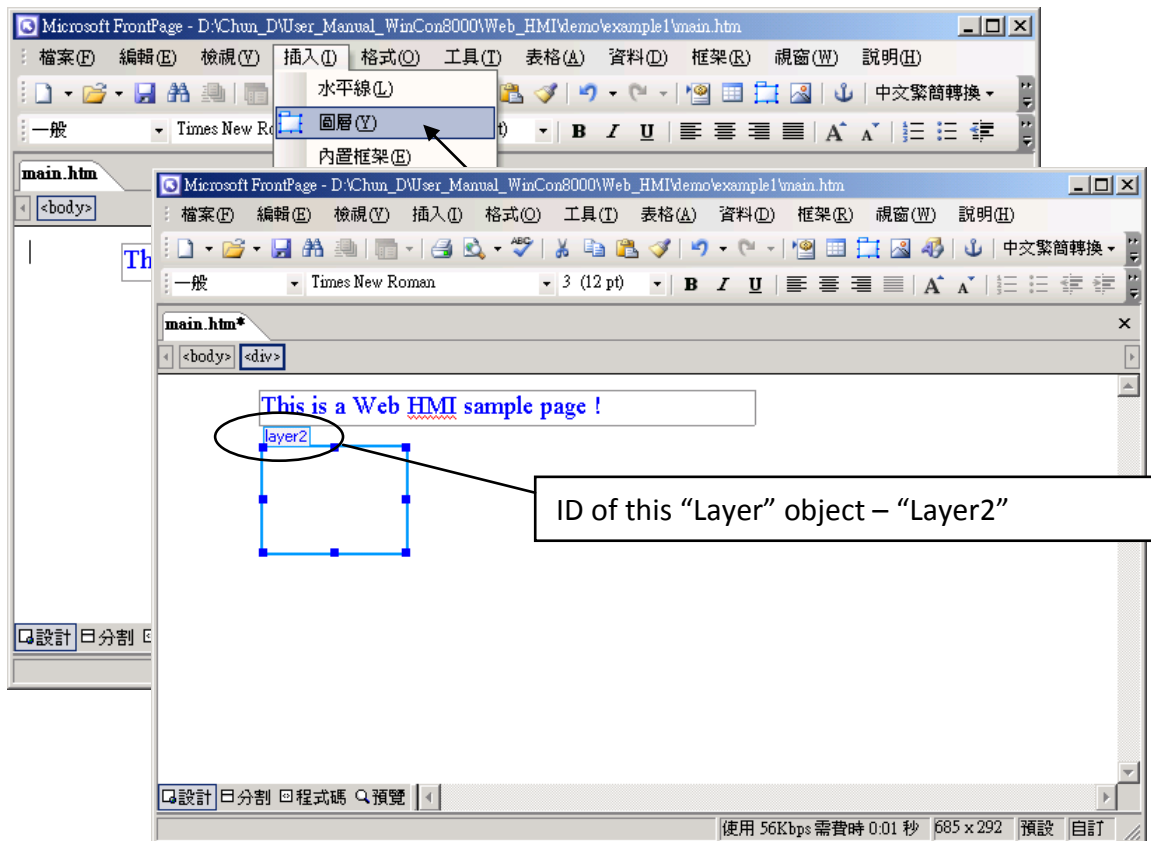 Microsoft FrontPage - D:\Chun_D\User_Manual_WinCon8000\Web_HMI\demo\example1\main.htm
檔案(F) 編輯(E) 檢視(V) 插入(I) 格式(O) 工具(T) 表格(A) 資料(D) 框架(R) 視窗(W) 說明(H)
水平線(L)
中文繁簡轉換
一般 Times New Ro
圖層(Y)
t) B I U A A
內置框架(E)
main.htm
<body>
Th
Microsoft FrontPage - D:\Chun_D\User_Manual_WinCon8000\Web_HMI\demo\example1\main.htm
檔案(F) 編輯(E) 檢視(V) 插入(I) 格式(O) 工具(T) 表格(A) 資料(D) 框架(R) 視窗(W) 說明(H)
ABC 中文繁簡轉換
一般 Times New Roman 3 (12 pt) B I U A A
main.htm*
<body> <div>
This is a Web HMI sample page !
layer2
ID of this “Layer” object – “Layer2”
設計 分割
設計 分割 程式碼 預覽
使用 56Kbps 需費時 0:01 秒 685 x 292 預設 自訂